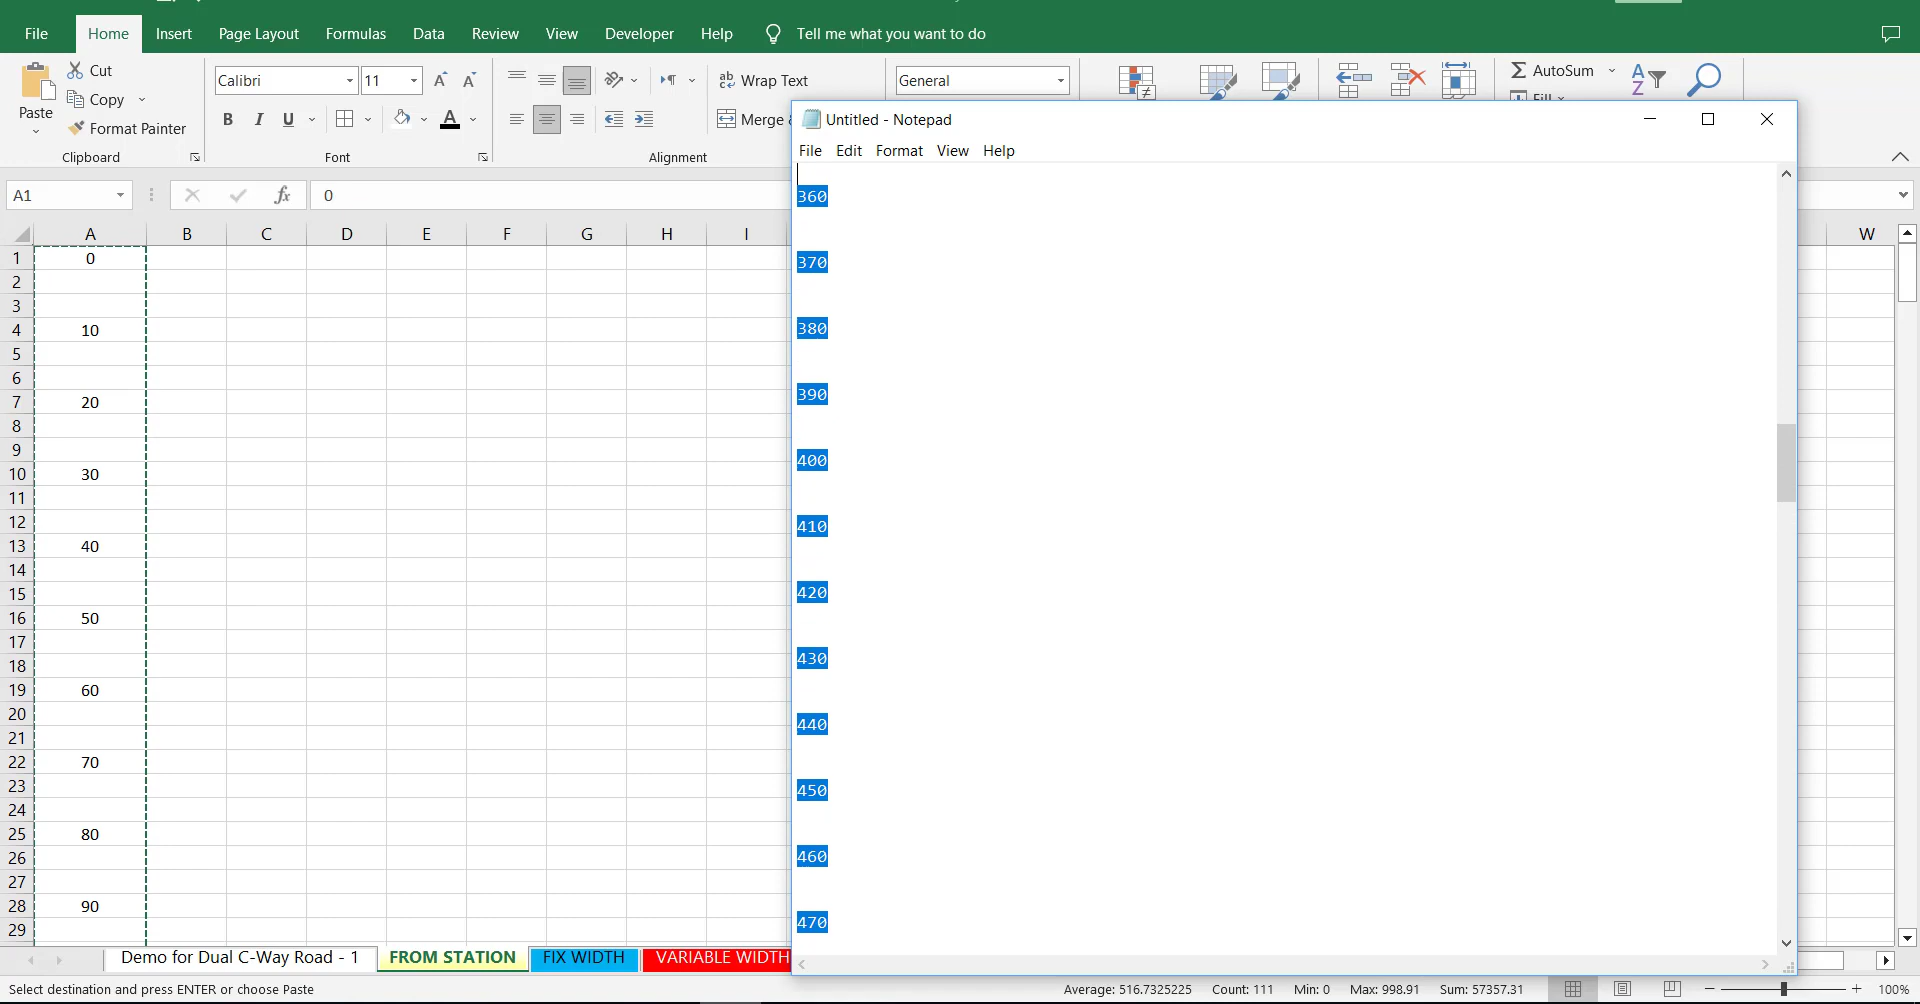 File Home Insert Page Layout Formulas Data Review View Developer Help Tell me what you want to do
Paste Cut Copy Format Painter
Clipboard
Calibri 11
B I U A
Font
Wrap Text
Merge &
Alignment
General
AutoSum
Fill
A1 fx 0
A B C D E F G H I W
1 0
2
3
4 10
5
6
7 20
8
9
10 30
11
12
13 40
14
15
16 50
17
18
19 60
20
21
22 70
23
24
25 80
26
27
28 90
29
Untitled - Notepad
File Edit Format View Help
360
370
380
390
400
410
420
430
440
450
460
470
Demo for Dual C-Way Road - 1 FROM STATION FIX WIDTH VARIABLE WIDTH
Select destination and press ENTER or choose Paste Average: 516.7325225 Count: 111 Min: 0 Max: 998.91 Sum: 57357.31 100%